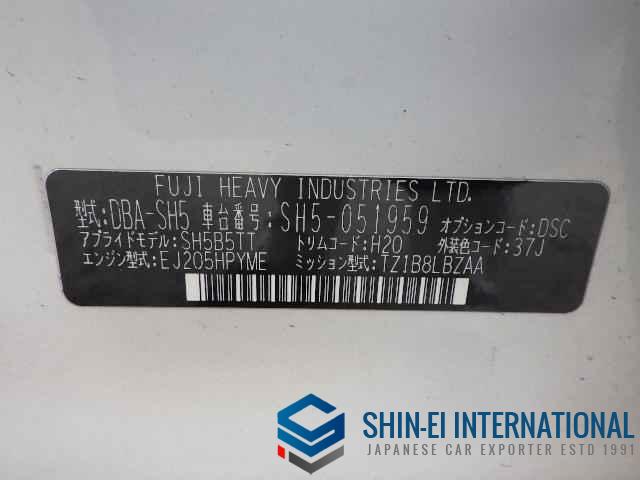 FUJI HEAVY INDUSTRIES LTD.
型式:DBA-SH5 車台番号:SH5-051959 オプションコード:DSC
アプライドモデル:SH5B5TT トリムコード:H20 外装色コード:37J
エンジン型式:EJ205HPYME ミッション型式:TZ1B8LBZAA
SHIN-EI INTERNATIONAL
JAPANESE CAR EXPORTER ESTD 1991